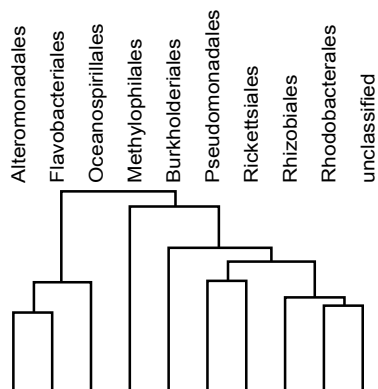 Alteromonadales
Flavobacteriales
Oceanospirillales
Methylophilales
Burkholderiales
Pseudomonadales
Rickettsiales
Rhizobiales
Rhodobacterales
unclassified